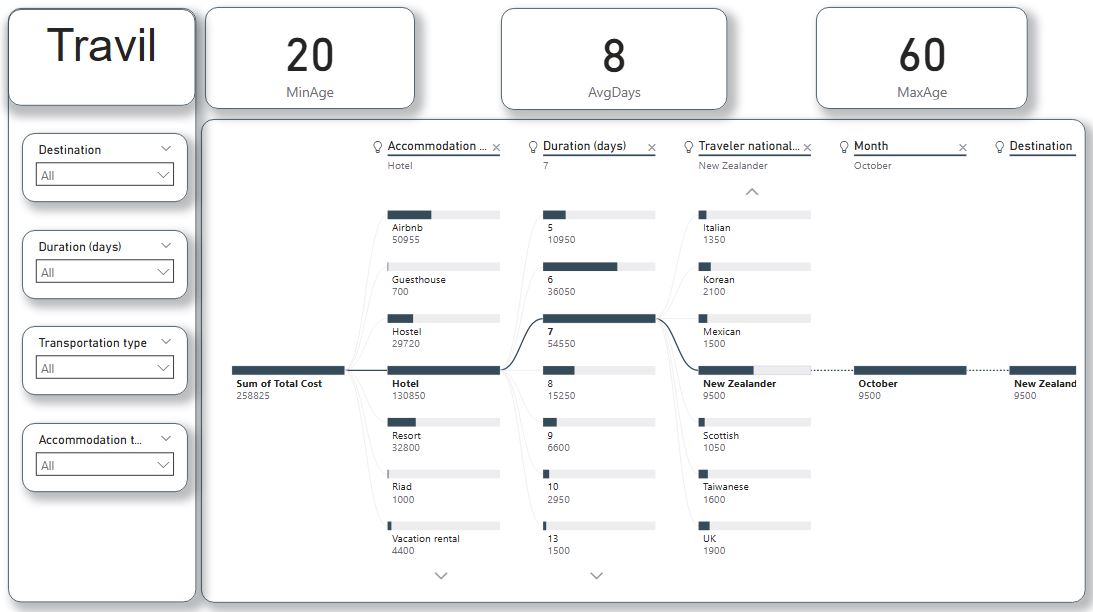 Travil
20
MinAge
8
AvgDays
60
MaxAge
Destination
All
Duration (days)
All
Transportation type
All
Accommodation t...
All
Accommodation ...
Hotel
Duration (days)
7
Traveler national...
New Zealander
Month
October
Destination
Sum of Total Cost
258825
Airbnb
50955
Guesthouse
700
Hostel
29720
Hotel
130850
Resort
32800
Riad
1000
Vacation rental
4400
5
10950
6
36050
7
54550
8
15250
9
6600
10
2950
13
1500
Italian
1350
Korean
2100
Mexican
1500
New Zealander
9500
Scottish
1050
Taiwanese
1600
UK
1900
October
9500
New Zealand
9500